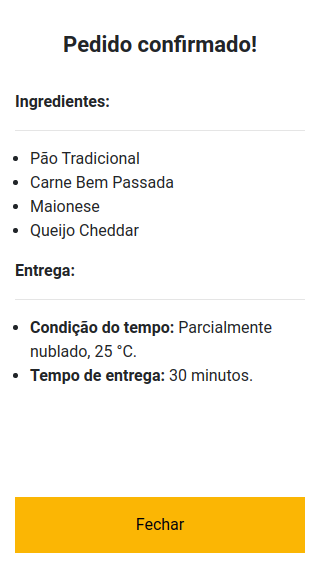 Pedido confirmado!
Ingredientes:
Pão Tradicional
Carne Bem Passada
Maionese
Queijo Cheddar
Entrega:
Condição do tempo: Parcialmente
nublado, 25 °C.
Tempo de entrega: 30 minutos.
Fechar